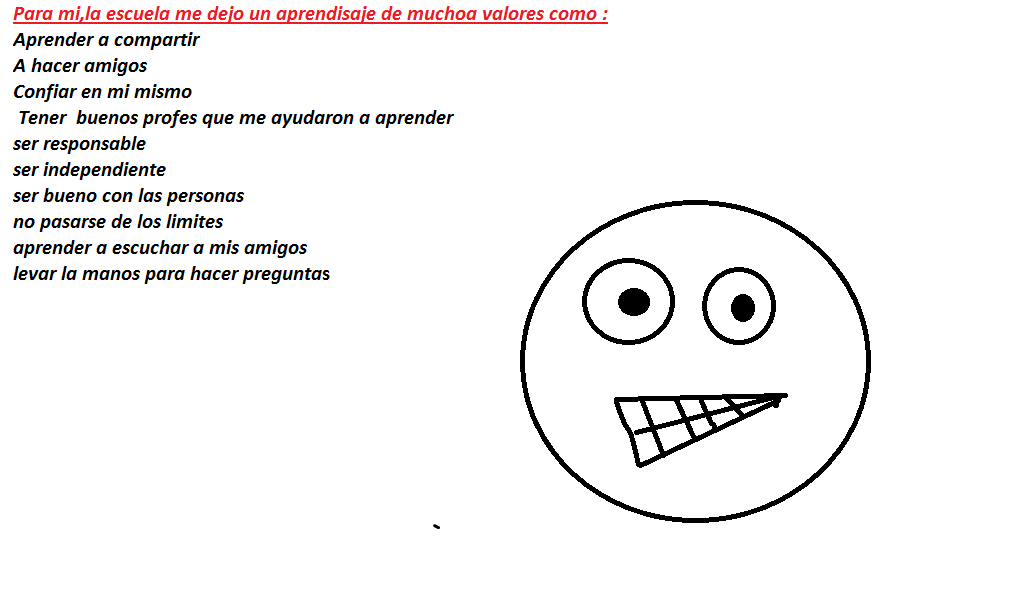 Para mi,la escuela me dejo un aprendisaje de muchoa valores como :
Aprender a compartir
A hacer amigos
Confiar en mi mismo
Tener  buenos profes que me ayudaron a aprender
ser responsable
ser independiente
ser bueno con las personas
no pasarse de los limites
aprender a escuchar a mis amigos
levar la manos para hacer preguntas